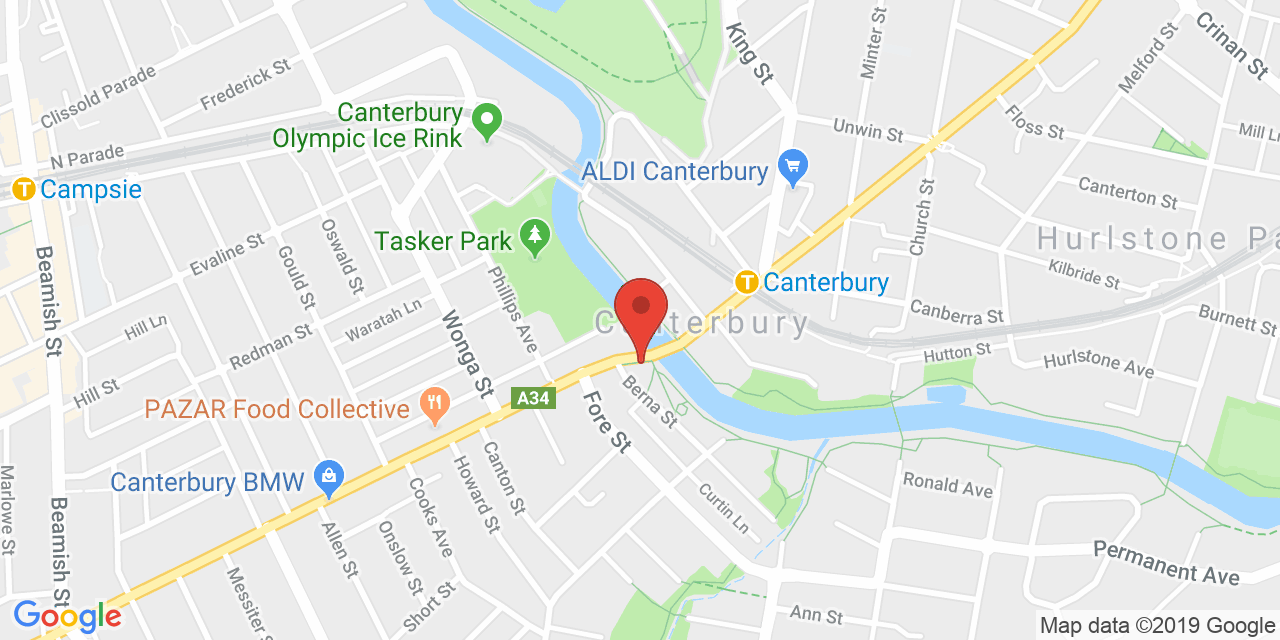 King St
Minter St
Crinan St
Melford St
Frederick St
Clissold Parade
Canterbury
Olympic Ice Rink
Floss St
Unwin St
Mill Ln
N Parade
ALDI Canterbury
T
Campsie
Canterton St
Church St
Tasker Park
Evaline St
Oswald St
Gould St
Beamish St
Hurlstone Pa
Kilbride St
T
Canterbury
Phillips Ave
Waratah Ln
Hill Ln
Redman St
Wonga St
C nterbury
Canberra St
Burnett St
Hutton St
Hurlstone Ave
Hill St
A34
Berna St
Fore St
PAZAR Food Collective
Canterbury BMW
Canton St
Howard St
Cooks Ave
Marlowe St
Beamish St
Ronald Ave
Curtin Ln
Allen St
Onslow St
Short St
Messiter S
Permanent Ave
Ann St
Google
Map data ©2019 Google